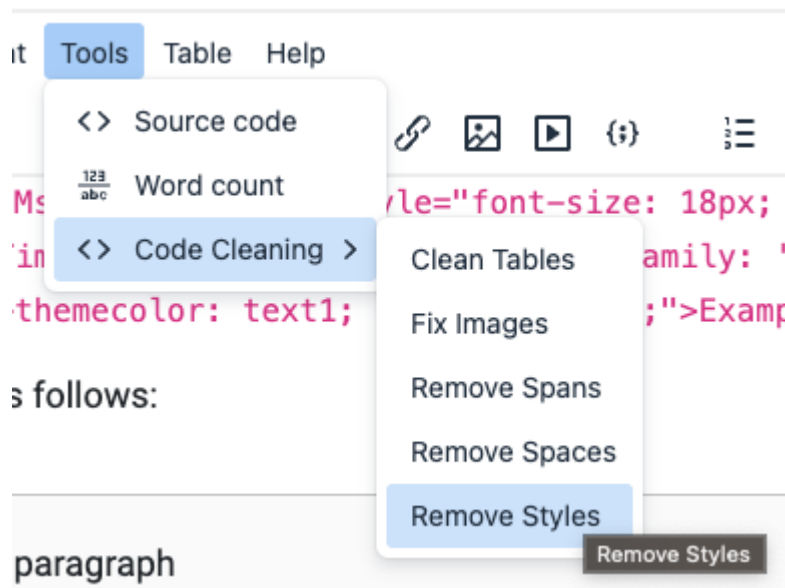 Tools Table Help
Source code
123
abc
Word count
yle="font-size: 18px;
Code Cleaning
Clean Tables
amily: "
themecolor: text1;
;">Examp
Fix Images
s follows:
Remove Spans
Remove Spaces
Remove Styles
Remove Styles
paragraph